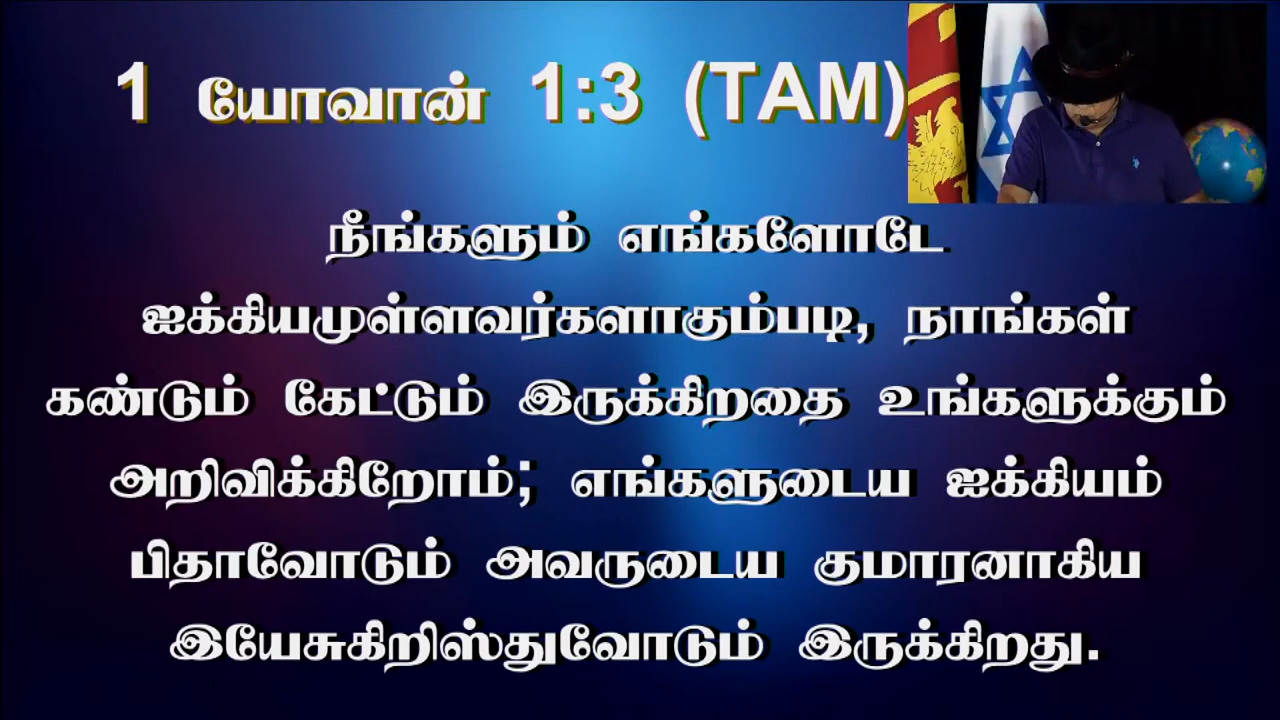 1 யோவான் 1:3 (TAM)
நீங்களும் எங்களோடே
ஐக்கியமுள்ளவர்களாகும்படி, நாங்கள்
கண்டும் கேட்டும் இருக்கிறதை உங்களுக்கும்
அறிவிக்கிறோம்; எங்களுடைய ஐக்கியம்
பிதாவோடும் அவருடைய குமாரனாகிய
இயேசுகிறிஸ்துவோடும் இருக்கிறது.